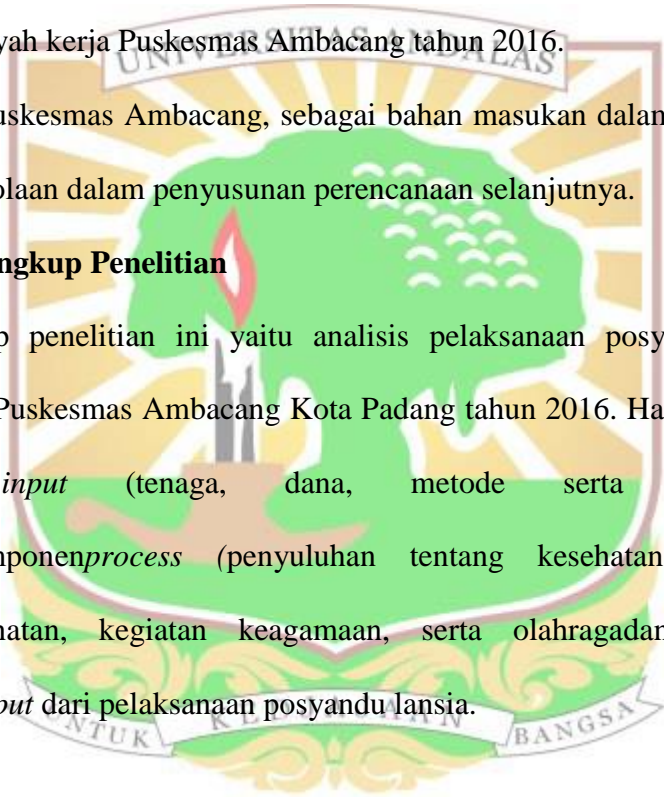 yah kerja Puskesmas Ambacang tahun 2016.
UNIVERSITAS ANDALAS
uskesmas Ambacang, sebagai bahan masukan dalam
olaan dalam penyusunan perencanaan selanjutnya.
ngkup Penelitian
p penelitian ini yaitu analisis pelaksanaan posy
Puskesmas Ambacang Kota Padang tahun 2016. Ha
input (tenaga, dana, metode serta
mponenprocess (penyuluhan tentang kesehatan
hatan, kegiatan keagamaan, serta olahragadan
put dari pelaksanaan posyandu lansia.
UNTUK KEDJAJAAN BANGSA